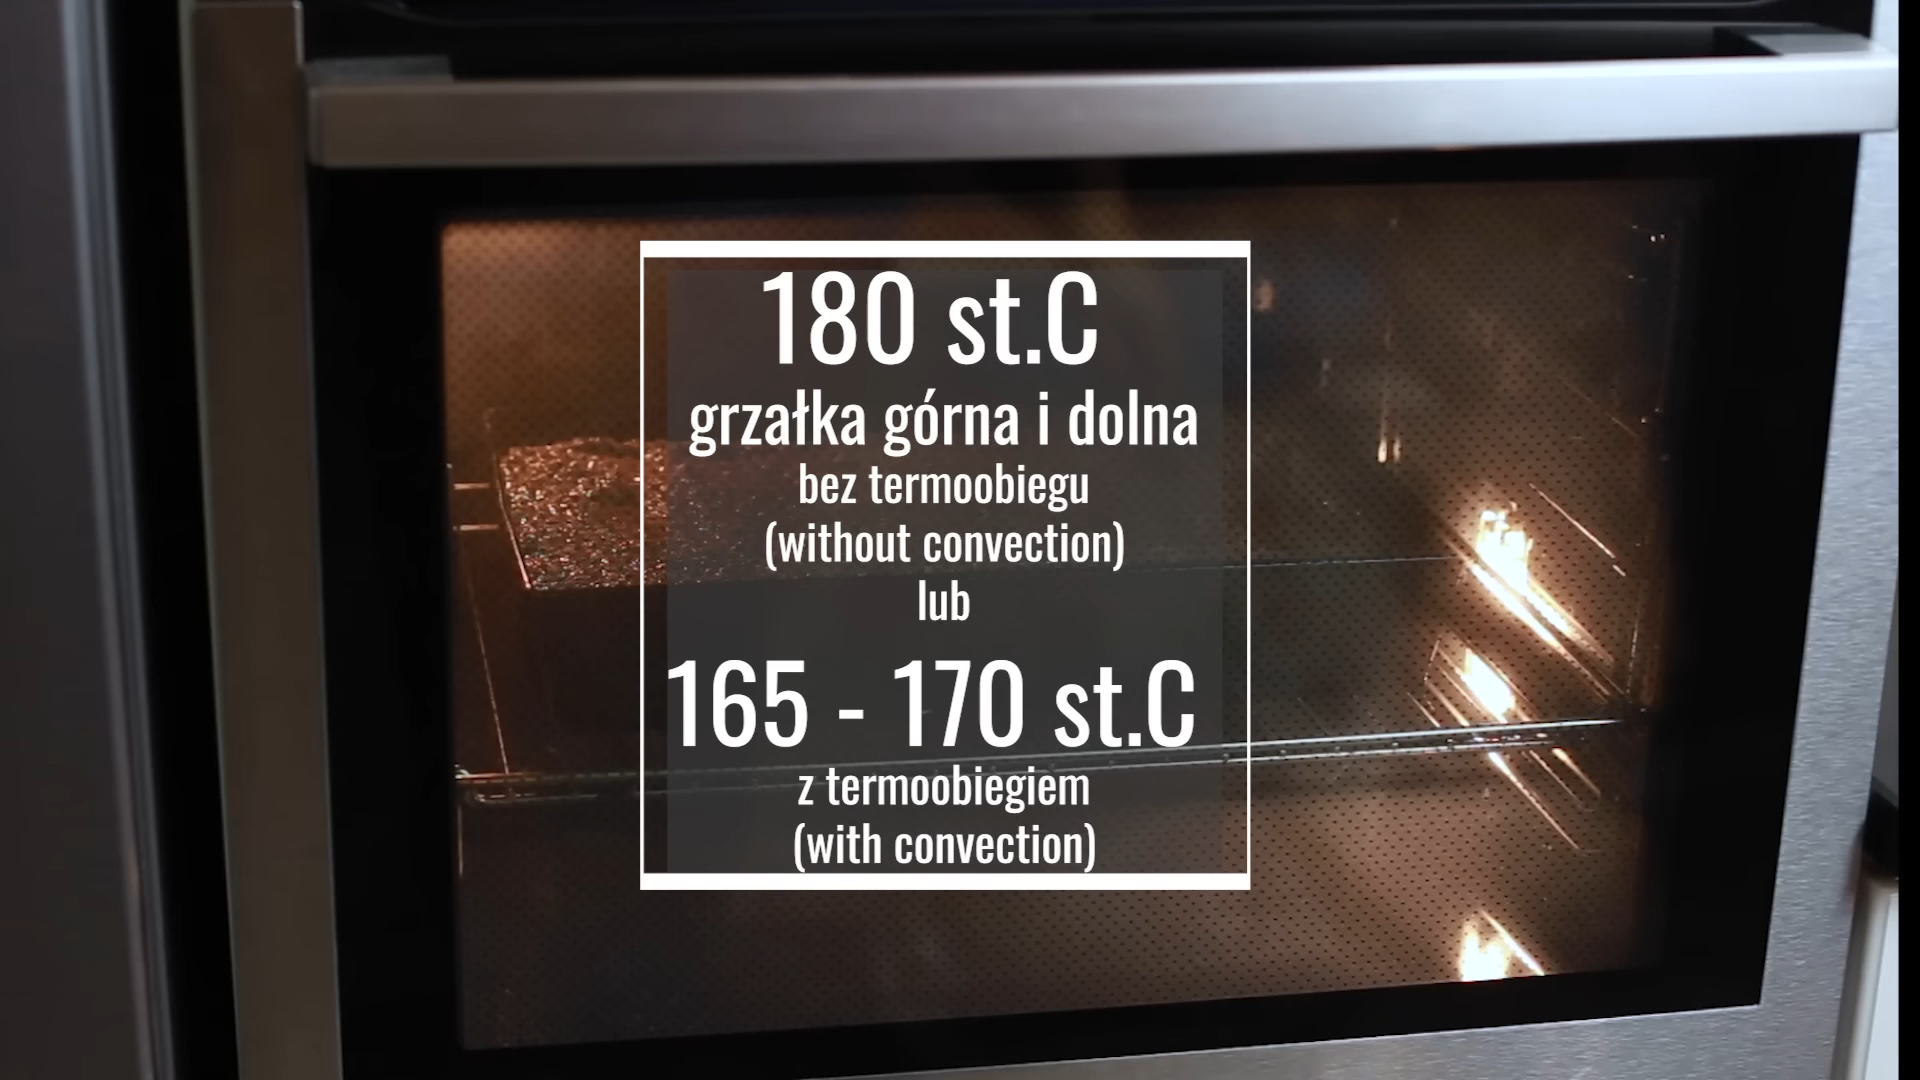 180 st.C
grzałka górna i dolna
bez termoobiegu
(without convection)
lub
165 - 170 st.C
z termoobiegiem
(with convection)